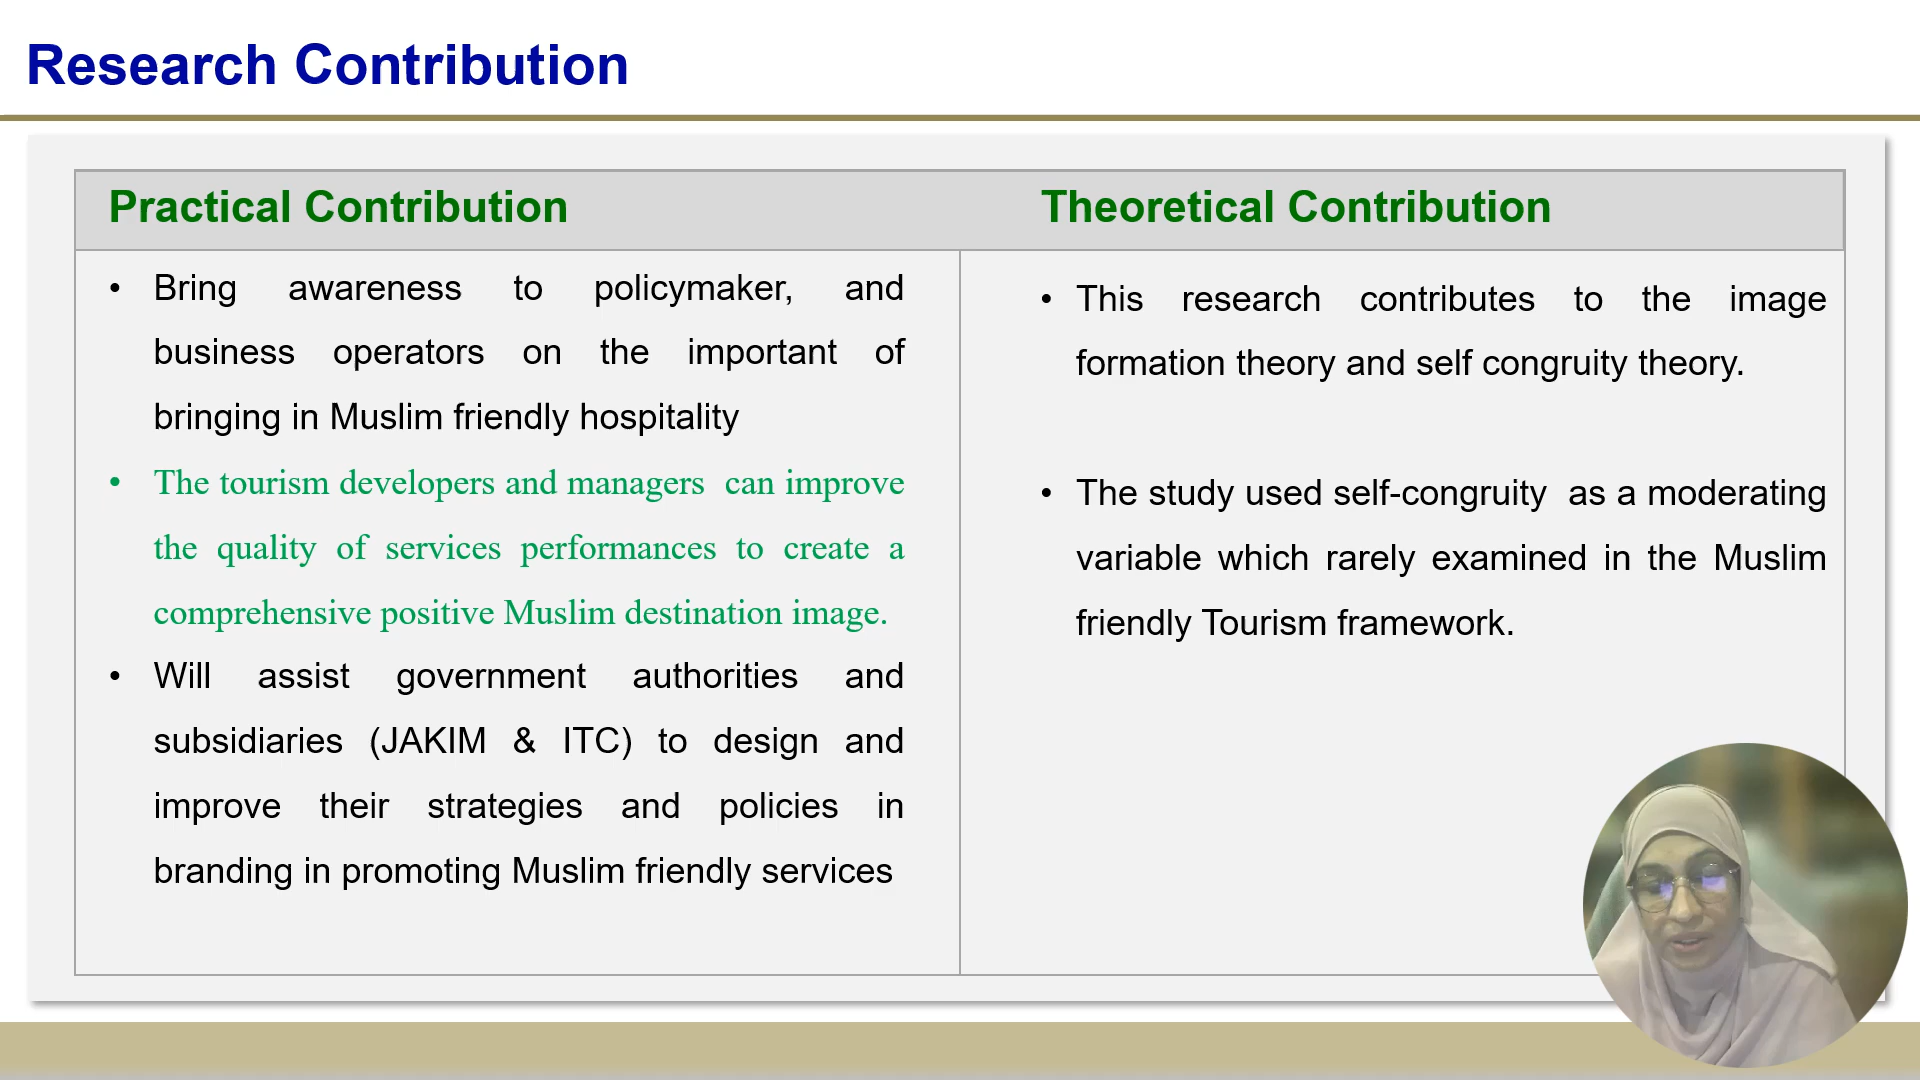 Research Contribution
Practical Contribution
Theoretical Contribution
• Bring awareness to policymaker, and
business operators on the important of
bringing in Muslim friendly hospitality
• The tourism developers and managers can improve
the quality of services performances to create a
comprehensive positive Muslim destination image.
• Will assist government authorities and
subsidiaries (JAKIM & ITC) to design and
improve their strategies and policies in
branding in promoting Muslim friendly services
• This research contributes to the image
formation theory and self congruity theory.
• The study used self-congruity as a moderating
variable which rarely examined in the Muslim
friendly Tourism framework.